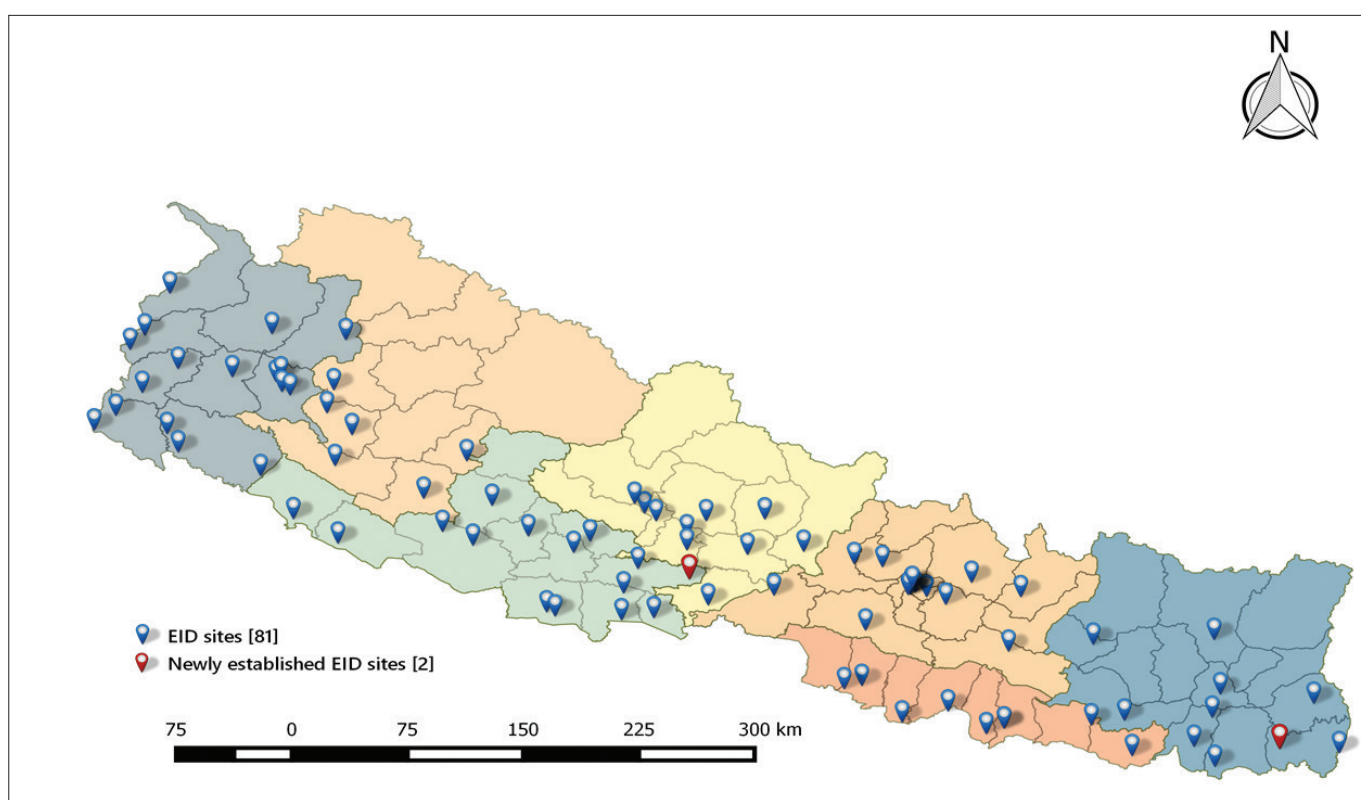 N
EID sites [81]
Newly established EID sites [2]
75 0 75 150 225 300 km